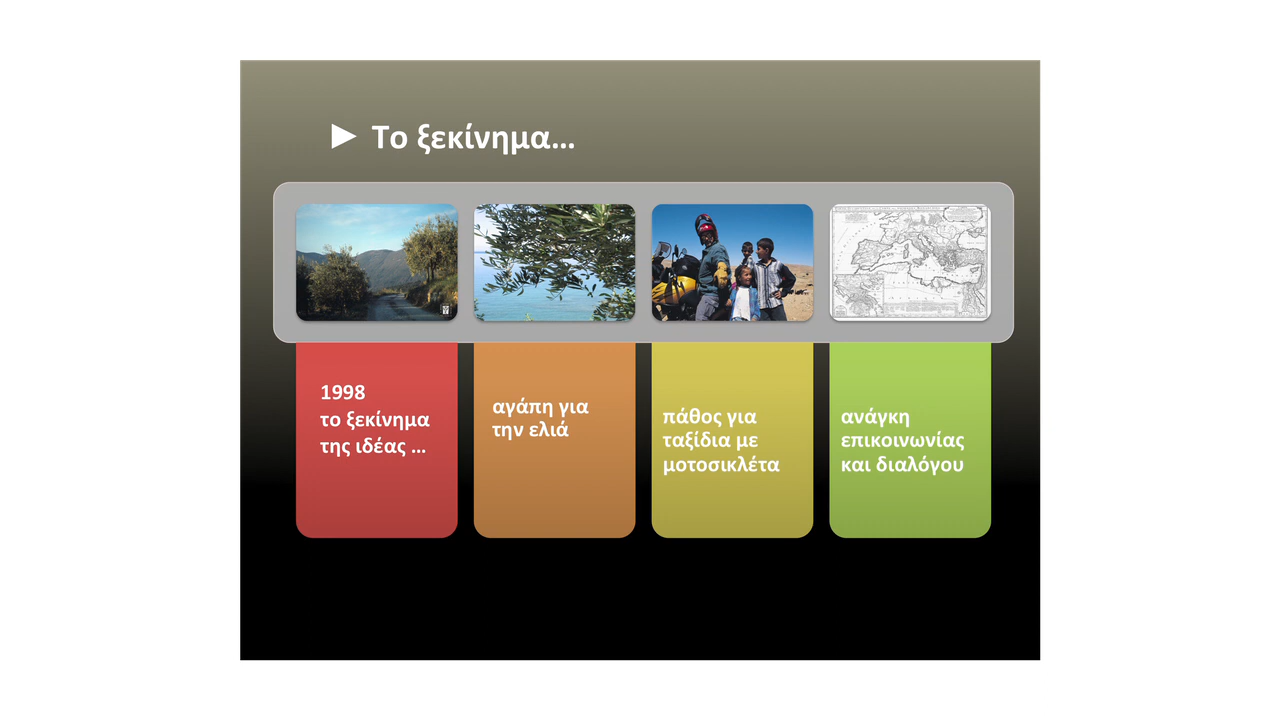 ► Το ξεκίνημα...
1998
το ξεκίνημα
της ιδέας ...
αγάπη για
την ελιά
πάθος για
ταξίδια με
μοτοσικλέτα
ανάγκη
επικοινωνίας
και διαλόγου